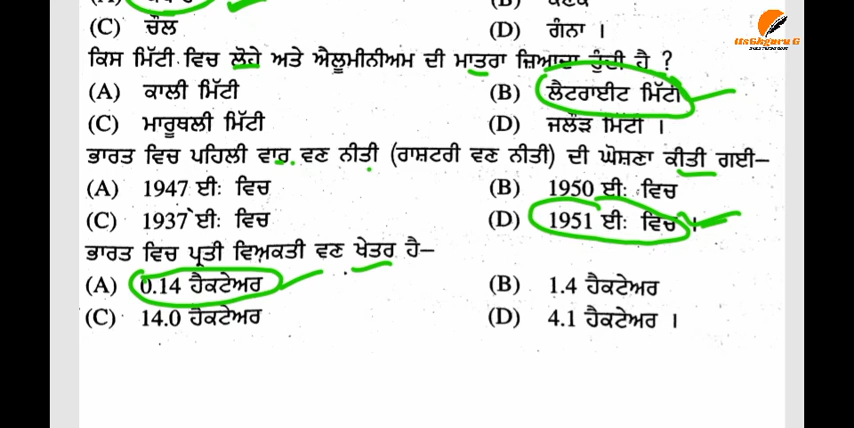 UsGkguru G
(C) ਚੌਲ (D) ਗੰਨਾ ।
ਕਿਸ ਮਿੱਟੀ ਵਿਚ ਲੋਹੇ ਅਤੇ ਐਲੂਮੀਨੀਅਮ ਦੀ ਮਾਤਰਾ ਜ਼ਿਆਦਾ ਹੁੰਦੀ ਹੈ ?
(A) ਕਾਲੀ ਮਿੱਟੀ (B) ਲੈਟਰਾਈਟ ਮਿੱਟੀ
(C) ਮਾਰੂਥਲੀ ਮਿੱਟੀ (D) ਜਲੌੜ ਮਿੱਟੀ ।
ਭਾਰਤ ਵਿਚ ਪਹਿਲੀ ਵਾਰ ਵਣ ਨੀਤੀ (ਰਾਸ਼ਟਰੀ ਵਣ ਨੀਤੀ) ਦੀ ਘੋਸ਼ਣਾ ਕੀਤੀ ਗਈ–
(A) 1947 ਈ: ਵਿਚ (B) 1950 ਈ: ਵਿਚ
(C) 1937 ਈ: ਵਿਚ (D) 1951 ਈ: ਵਿਚ ।
ਭਾਰਤ ਵਿਚ ਪ੍ਰਤੀ ਵਿਅਕਤੀ ਵਣ ਖੇਤਰ ਹੈ–
(A) 0.14 ਹੈਕਟੇਅਰ (B) 1.4 ਹੈਕਟੇਅਰ
(C) 14.0 ਹੈਕਟੇਅਰ (D) 4.1 ਹੈਕਟੇਅਰ ।